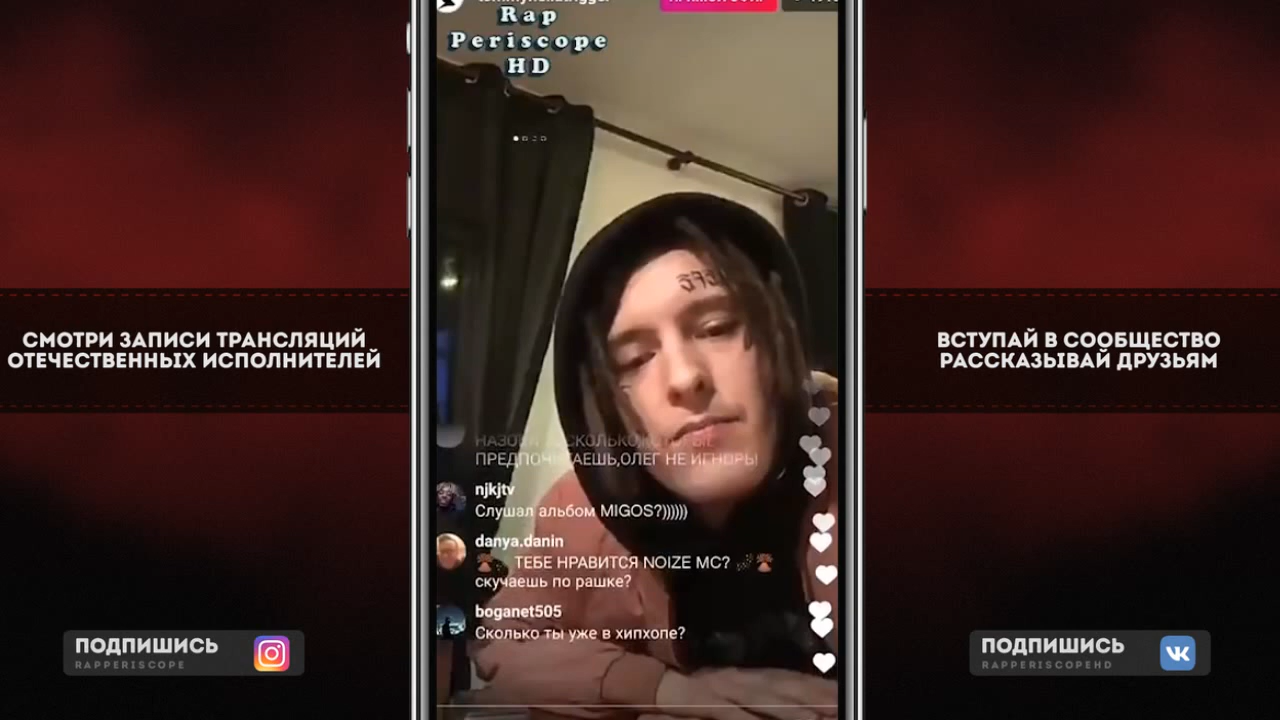 Rap
Periscope
HD
СМОТРИ ЗАПИСИ ТРАНСЛЯЦИЙ
ОТЕЧЕСТВЕННЫХ ИСПОЛНИТЕЛЕЙ
ВСТУПАЙ В СООБЩЕСТВО
РАССКАЗЫВАЙ ДРУЗЬЯМ
ПРЕДПОЧИТАЕШЬ,ОЛЕГ НЕ ИГНОРЬ
njkjtv
Слушал альбом MIGOS?))))))
danya.danin
ТЕБЕ НРАВИТСЯ NOIZE MC?
скучаешь по рашке?
boganet505
Сколько ты уже в хипхопе?
ПОДПИШИСЬ
RAPPERISCOPE
ПОДПИШИСЬ
RAPPERISCOPEHD